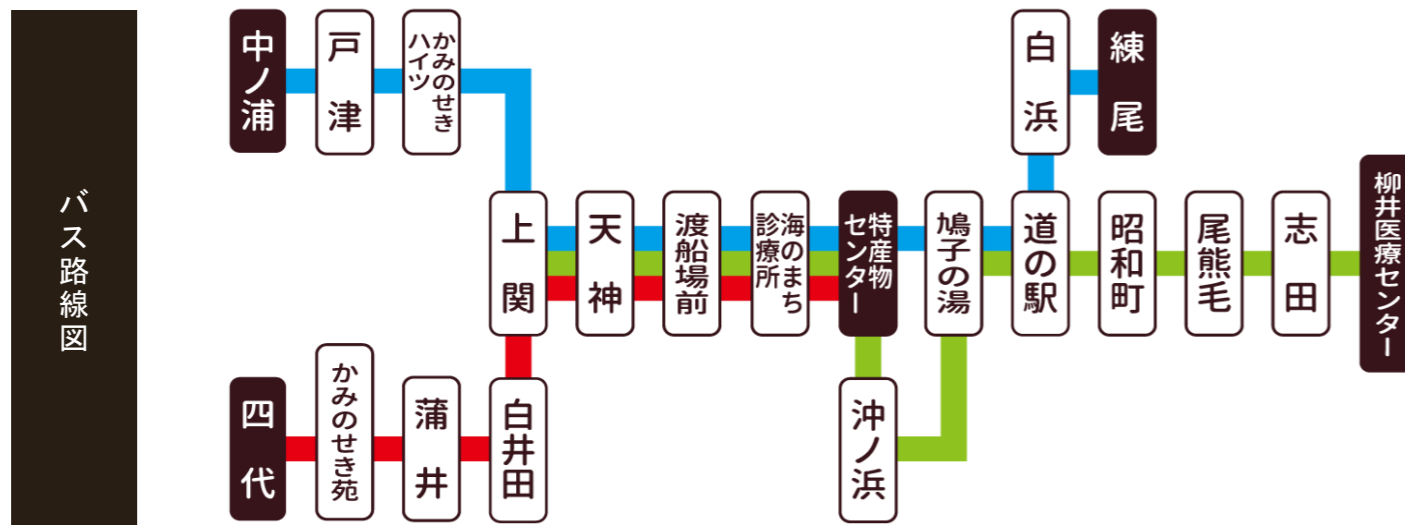 バス路線図
中ノ浦
戸津
かみのせき
ハイツ
白浜
練尾
上関
天神
渡船場前
海のまち
診療所
特産物
センター
鳩子の湯
道の駅
昭和町
尾熊毛
志田
柳井医療センター
四代
かみのせき苑
蒲井
白井田
沖ノ浜